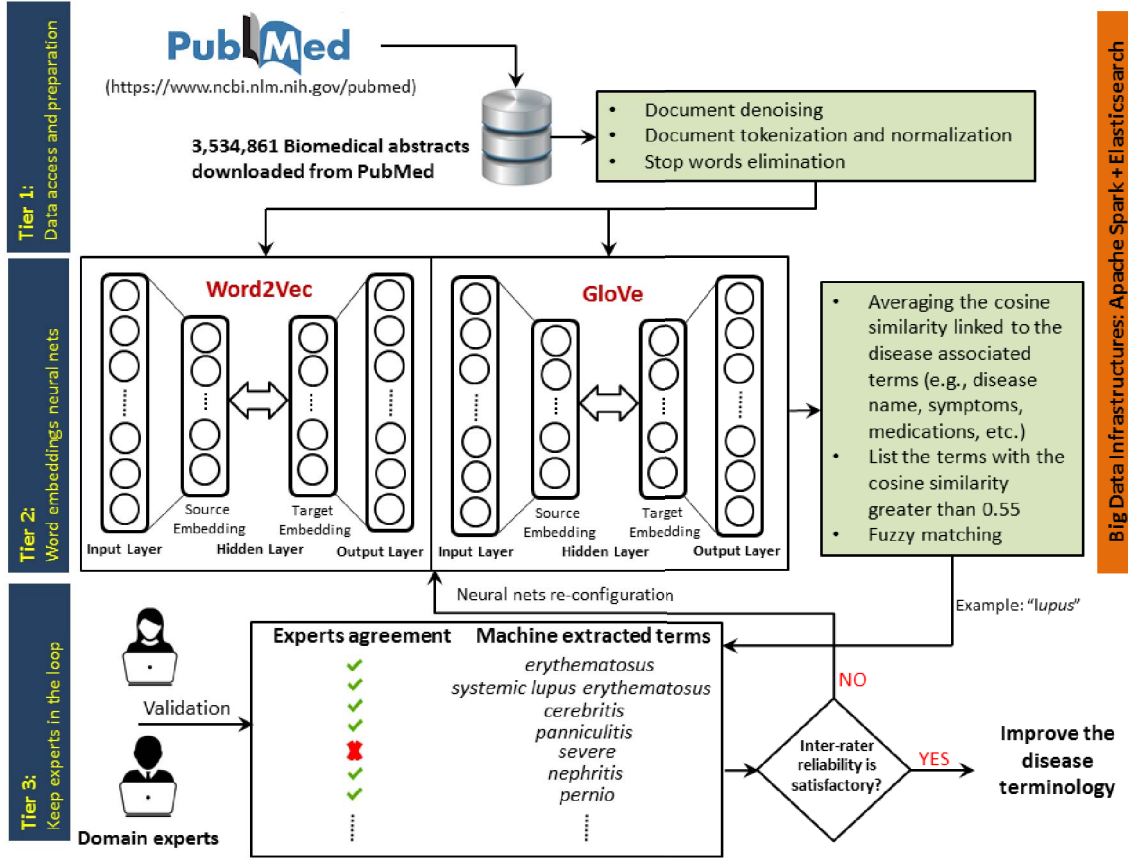 Tier 1:
Data access and preparation
PubMed
(https://www.ncbi.nlm.nih.gov/pubmed)
3,534,861 Biomedical abstracts
downloaded from PubMed
• Document denoising
• Document tokenization and normalization
• Stop words elimination
Big Data Infrastructures: Apache Spark + Elasticsearch
Tier 2:
Word embeddings neural nets
Word2Vec
Source
Embedding
Target
Embedding
Input Layer
Hidden Layer
Output Layer
GloVe
Source
Embedding
Target
Embedding
Input Layer
Hidden Layer
Output Layer
• Averaging the cosine
similarity linked to the
disease associated
terms (e.g., disease
name, symptoms,
medications, etc.)
• List the terms with the
cosine similarity
greater than 0.55
• Fuzzy matching
Neural nets re-configuration
Example: "lupus"
Tier 3:
Keep experts in the loop
Validation
Domain experts
Experts agreement
Machine extracted terms
erythematosus
systemic lupus erythematosus
cerebritis
panniculitis
severe
nephritis
pernio
NO
Inter-rater
reliability is
satisfactory?
YES
Improve the
disease
terminology